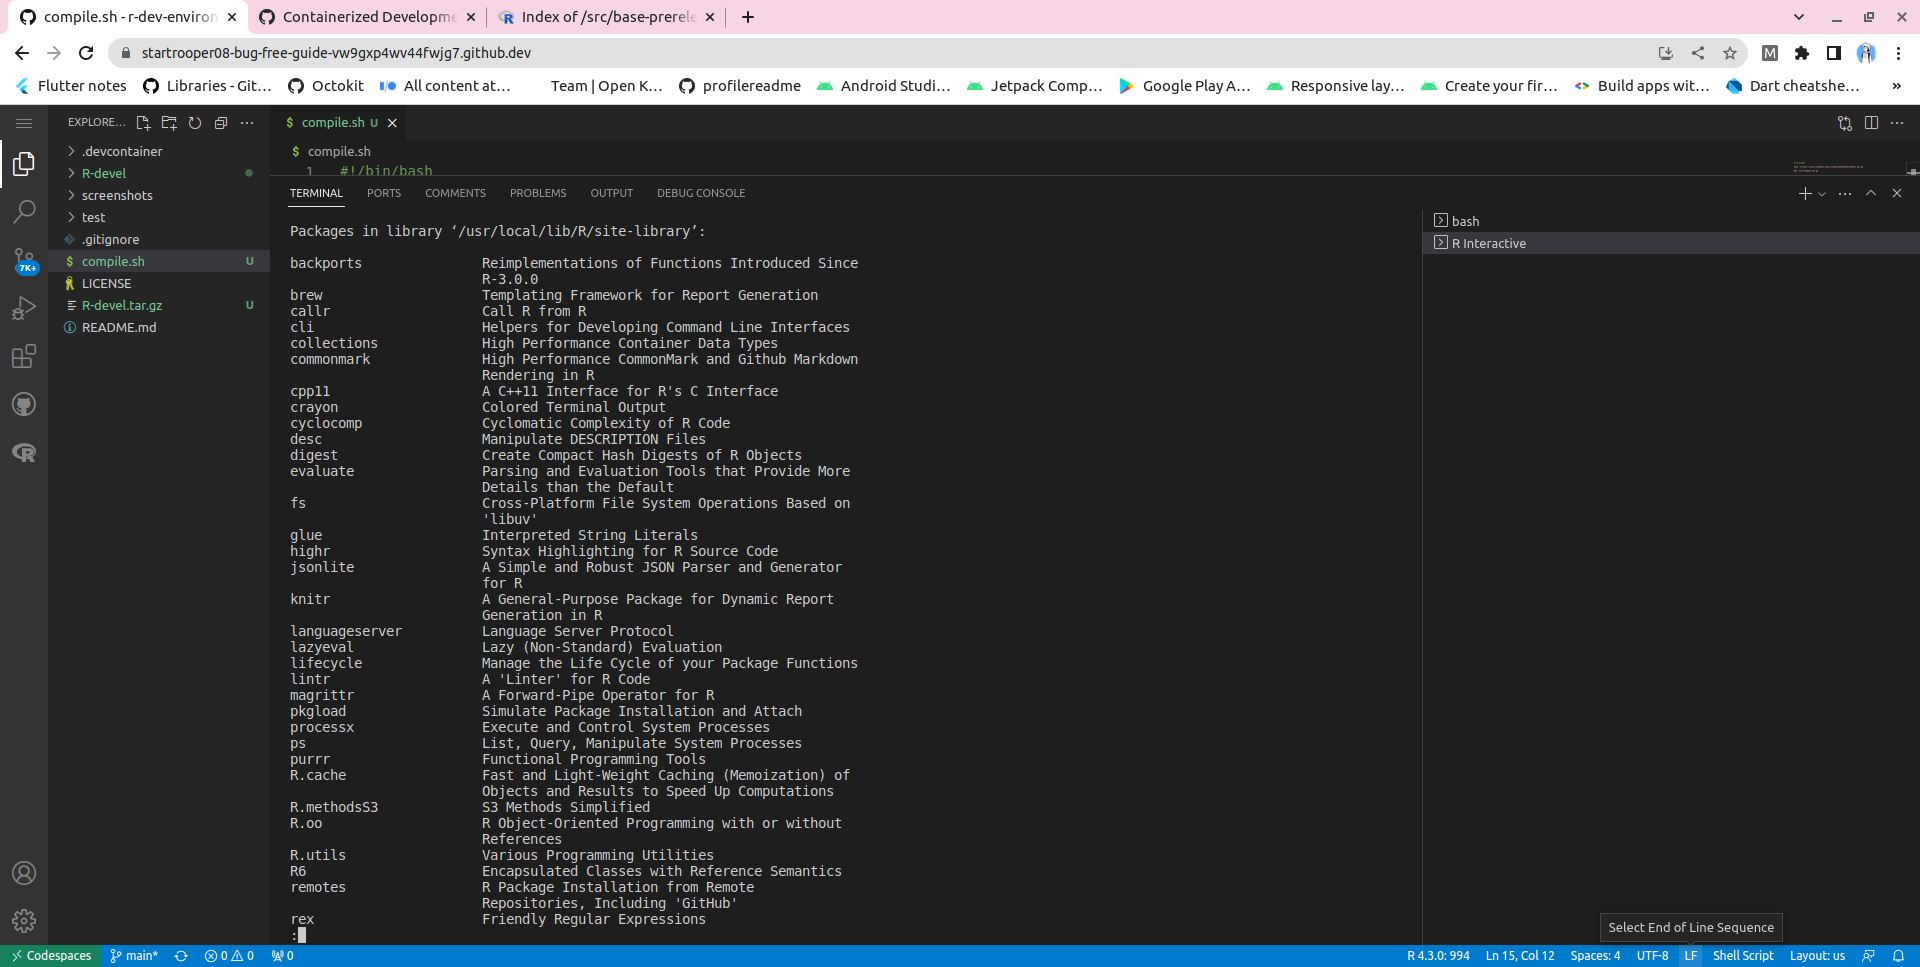 compile.sh - r-dev-environ
Containerized Developme
Index of /src/base-prerele
startrooper08-bug-free-guide-vw9gxp4wv44fwjg7.github.dev
M
Flutter notes
Libraries - Git...
Octokit
All content at...
Team | Open K...
profilereadme
Android Studi...
Jetpack Comp...
Google Play A...
Responsive lay...
Create your fir...
Build apps wit...
Dart cheatshe...
»
EXPLORE...
.devcontainer
R-devel
screenshots
test
.gitignore
compile.sh U
LICENSE
R-devel.tar.gz U
README.md
7K+
$ compile.sh U
$ compile.sh
1 #!/bin/bash
TERMINAL
PORTS
COMMENTS
PROBLEMS
OUTPUT
DEBUG CONSOLE
bash
R Interactive
Packages in library ‘/usr/local/lib/R/site-library’:
backports Reimplementations of Functions Introduced Since
R-3.0.0
brew Templating Framework for Report Generation
callr Call R from R
cli Helpers for Developing Command Line Interfaces
collections High Performance Container Data Types
commonmark High Performance CommonMark and Github Markdown
Rendering in R
cpp11 A C++11 Interface for R's C Interface
crayon Colored Terminal Output
cyclocomp Cyclomatic Complexity of R Code
desc Manipulate DESCRIPTION Files
digest Create Compact Hash Digests of R Objects
evaluate Parsing and Evaluation Tools that Provide More
Details than the Default
fs Cross-Platform File System Operations Based on
'libuv'
glue Interpreted String Literals
highr Syntax Highlighting for R Source Code
jsonlite A Simple and Robust JSON Parser and Generator
for R
knitr A General-Purpose Package for Dynamic Report
Generation in R
languageserver Language Server Protocol
lazyeval Lazy (Non-Standard) Evaluation
lifecycle Manage the Life Cycle of your Package Functions
lintr A 'Linter' for R Code
magrittr A Forward-Pipe Operator for R
pkgload Simulate Package Installation and Attach
processx Execute and Control System Processes
ps List, Query, Manipulate System Processes
purrr Functional Programming Tools
R.cache Fast and Light-Weight Caching (Memoization) of
Objects and Results to Speed Up Computations
R.methodsS3 S3 Methods Simplified
R.oo R Object-Oriented Programming with or without
References
R.utils Various Programming Utilities
R6 Encapsulated Classes with Reference Semantics
remotes R Package Installation from Remote
Repositories, Including 'GitHub'
rex Friendly Regular Expressions
:
Select End of Line Sequence
Codespaces
main*
0
0
0
R 4.3.0: 994
Ln 15, Col 12
Spaces: 4
UTF-8
LF
Shell Script
Layout: us